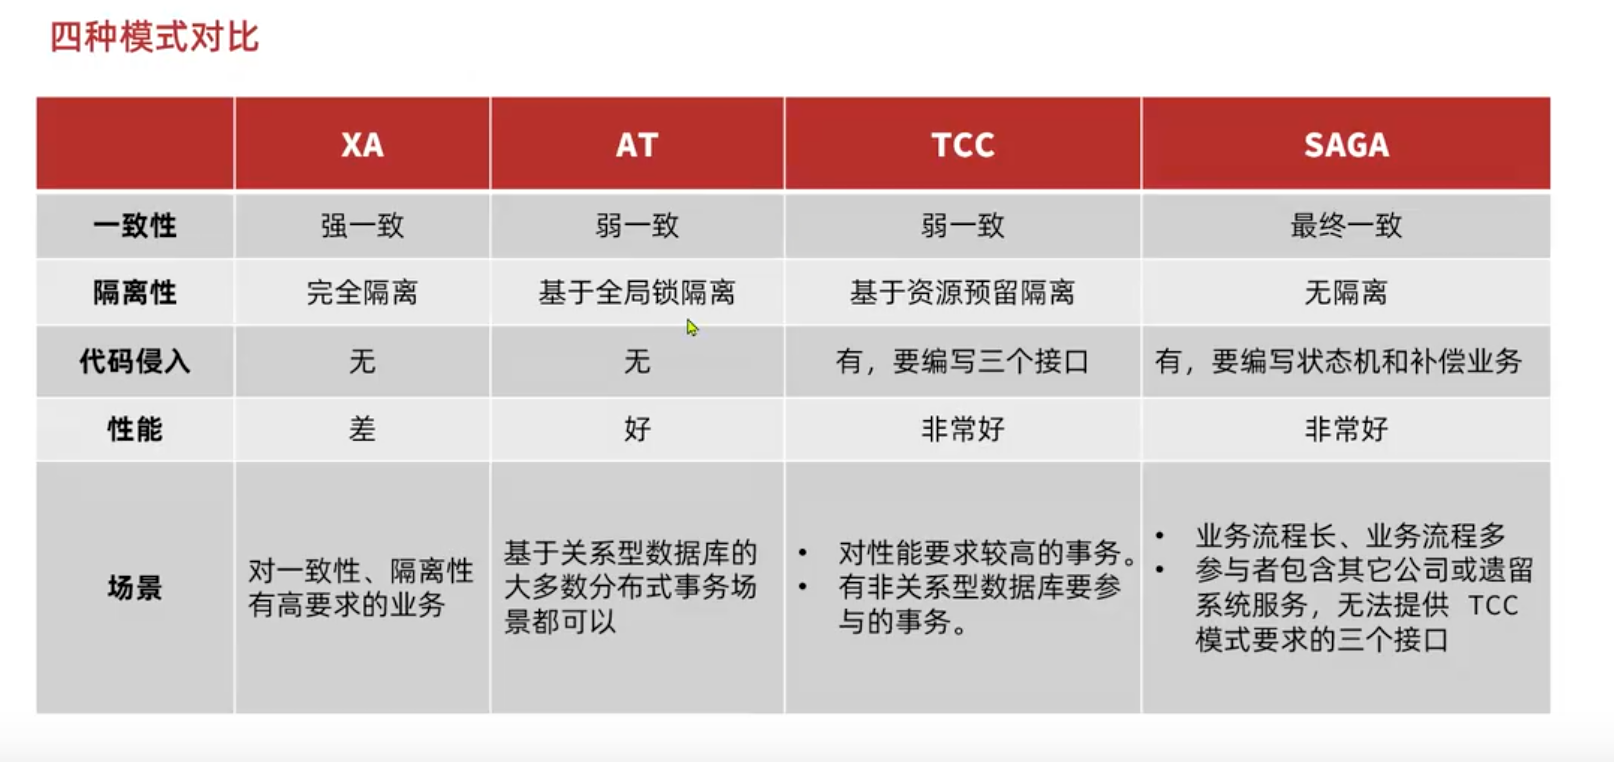 四种模式对比
XA
AT
TCC
SAGA
一致性
强一致
弱一致
弱一致
最终一致
隔离性
完全隔离
基于全局锁隔离
基于资源预留隔离
无隔离
代码侵入
无
无
有，要编写三个接口
有，要编写状态机和补偿业务
性能
差
好
非常好
非常好
场景
对一致性、隔离性
有高要求的业务
基于关系型数据库的
大多数分布式事务场
景都可以
• 对性能要求较高的事务。
• 有非关系型数据库要参
与的事务。
• 业务流程长、业务流程多
• 参与者包含其它公司或遗留
系统服务，无法提供 TCC
模式要求的三个接口